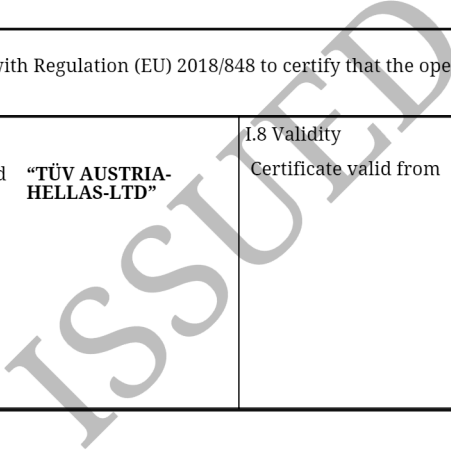 with Regulation (EU) 2018/848 to certify that the ope
I.8 Validity
Certificate valid from
d “TÜV AUSTRIA-
HELLAS-LTD”
ISSUED